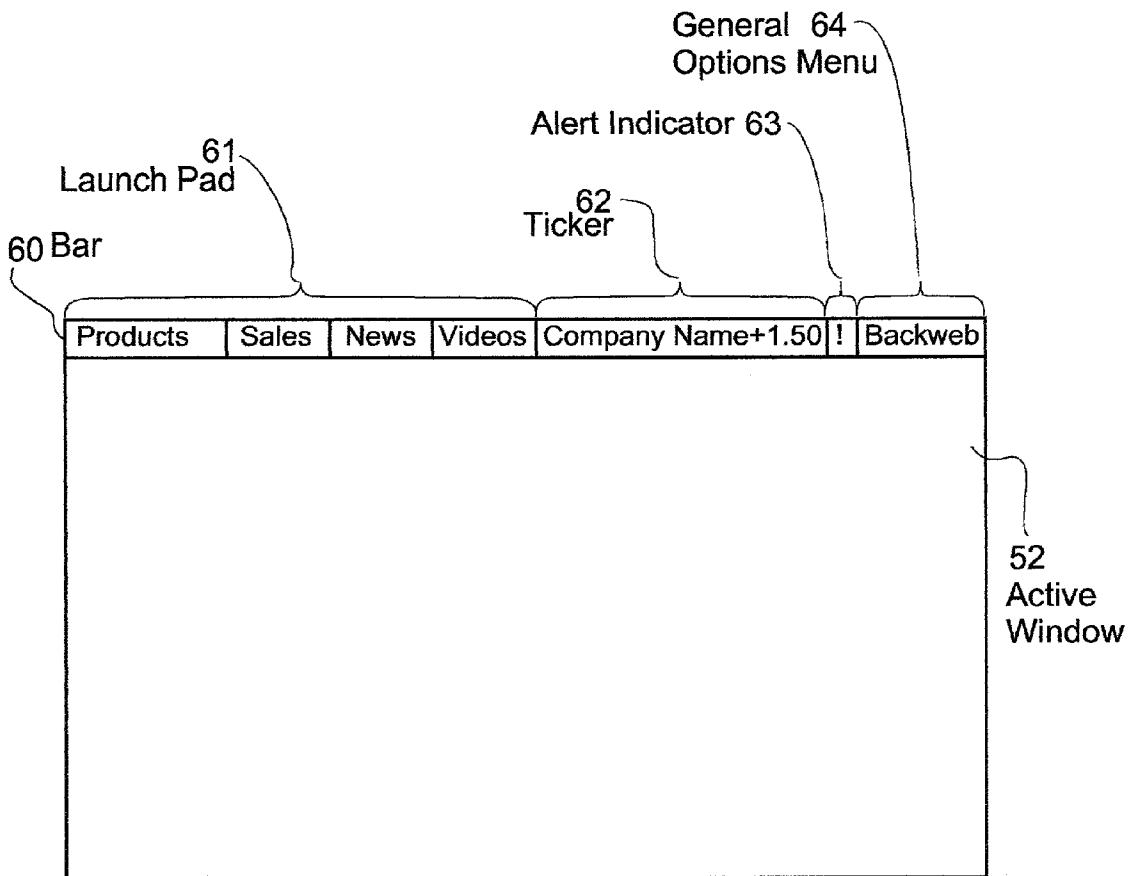 General 64
Options Menu
Alert Indicator 63
61
Launch Pad
62
Ticker
60 Bar
Products Sales News Videos Company Name+1.50 ! Backweb
52
Active
Window